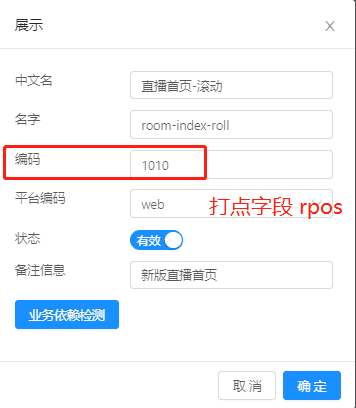 展示
中文名
直播首页-滚动
名字
room-index-roll
编码
1010
平台编码
web
打点字段 rpos
状态
有效
备注信息
新版直播首页
业务依赖检测
取 消
确 定